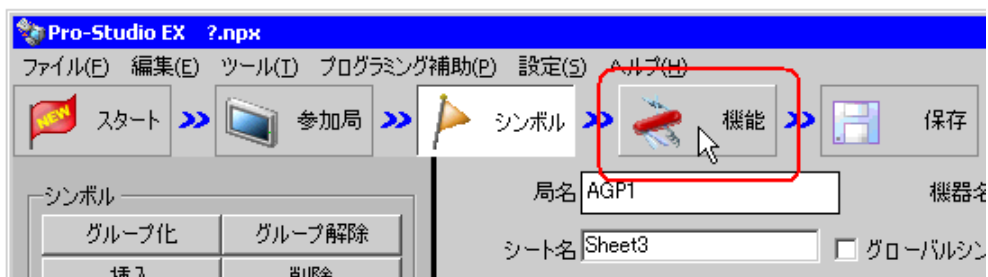 Pro-Studio EX ?.npx
ファイル(F) 編集(E) ツール(T) プログラミング補助(P) 設定(S) ヘルプ(H)
NEW スタート 参加局 シンボル 機能 保存
局名 AGP1 機器名
シンボル
グループ化 グループ解除
シート名 Sheet3 グローバルシン
挿入 削除